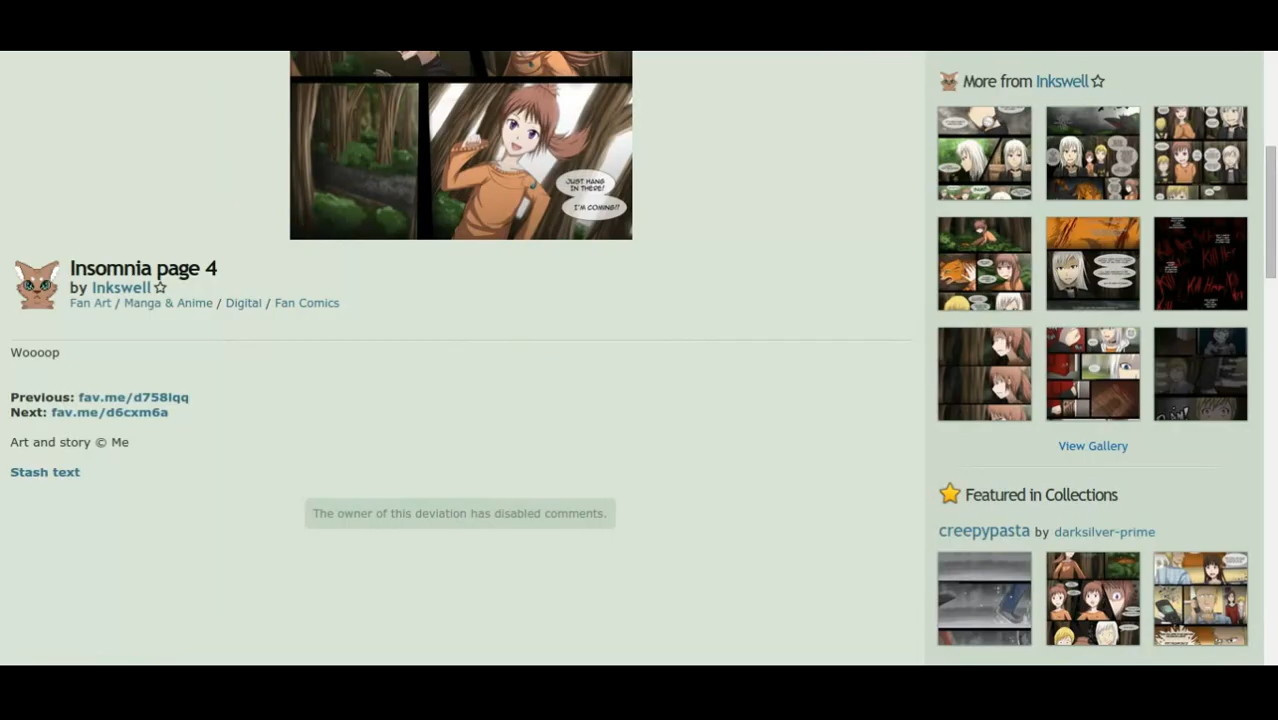 JUST HANG
IN THERE!
I'M COMING!!
Insomnia page 4
by Inkswell☆
Fan Art / Manga & Anime / Digital / Fan Comics
Woooop
Previous: fav.me/d758lqq
Next: fav.me/d6cxm6a
Art and story © Me
Stash text
The owner of this deviation has disabled comments.
More from Inkswell☆
View Gallery
Featured in Collections
creepypasta by darksilver-prime